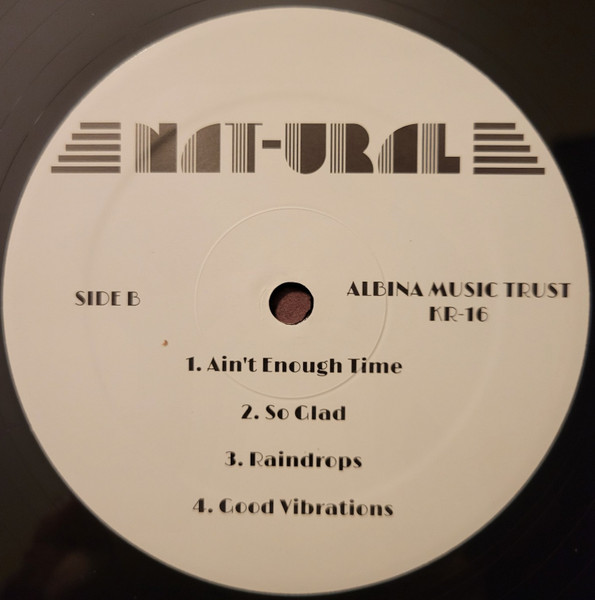 NAT-URAL
SIDE B
ALBINA MUSIC TRUST
KR-16
1. Ain't Enough Time
2. So Glad
3. Raindrops
4. Good Vibrations